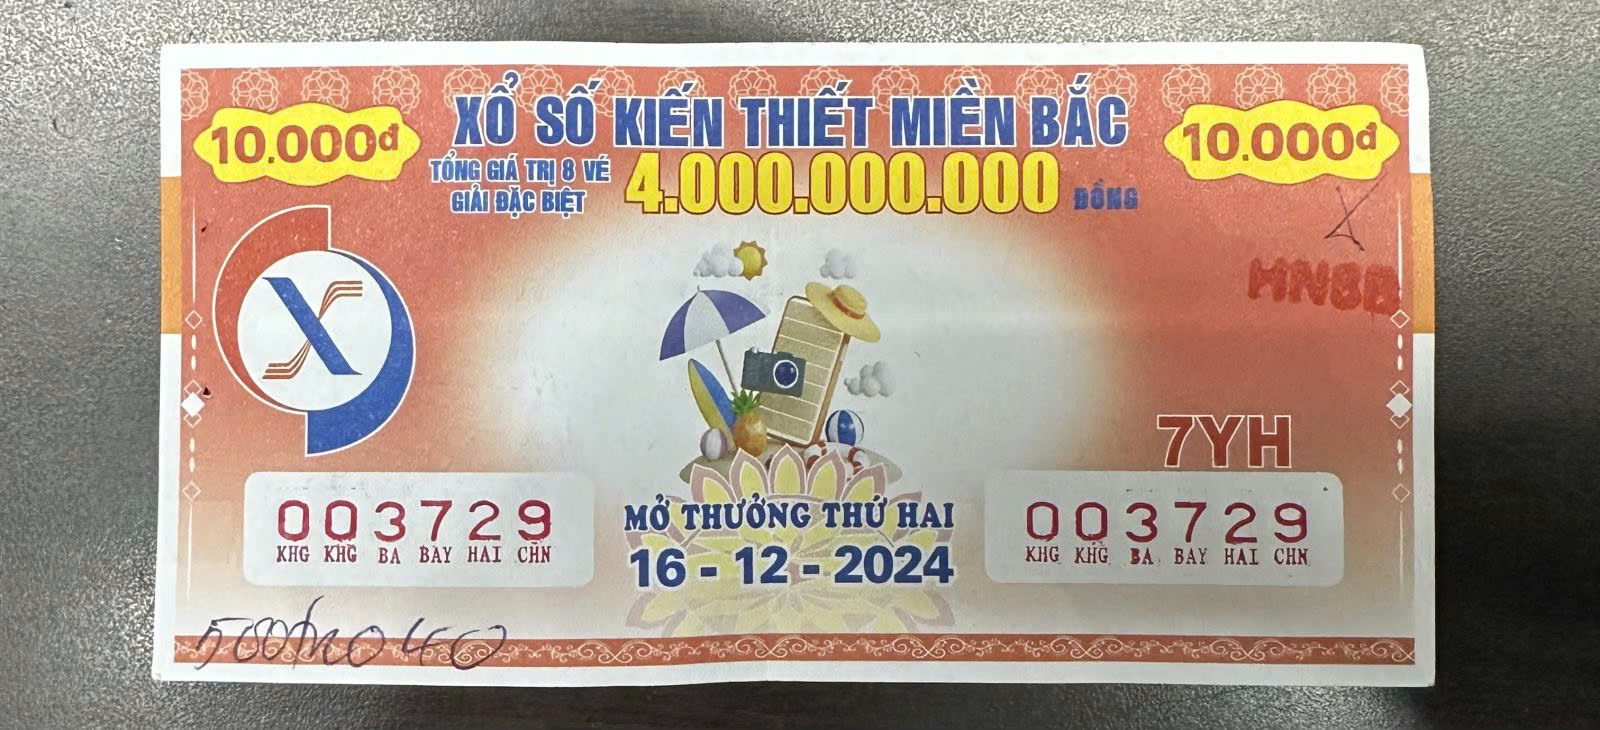 XỔ SỐ KIẾN THIẾT MIỀN BẮC
10.000đ
10.000đ
TỔNG GIÁ TRỊ 8 VÉ
GIẢI ĐẶC BIỆT
4.000.000.000 ĐỒNG
X
HNSB
7YH
003729
KHG KHG BA BAY HAI CHN
MỞ THƯỞNG THỨ HAI
16 - 12 - 2024
003729
KHG KHG BA BAY HAI CHN